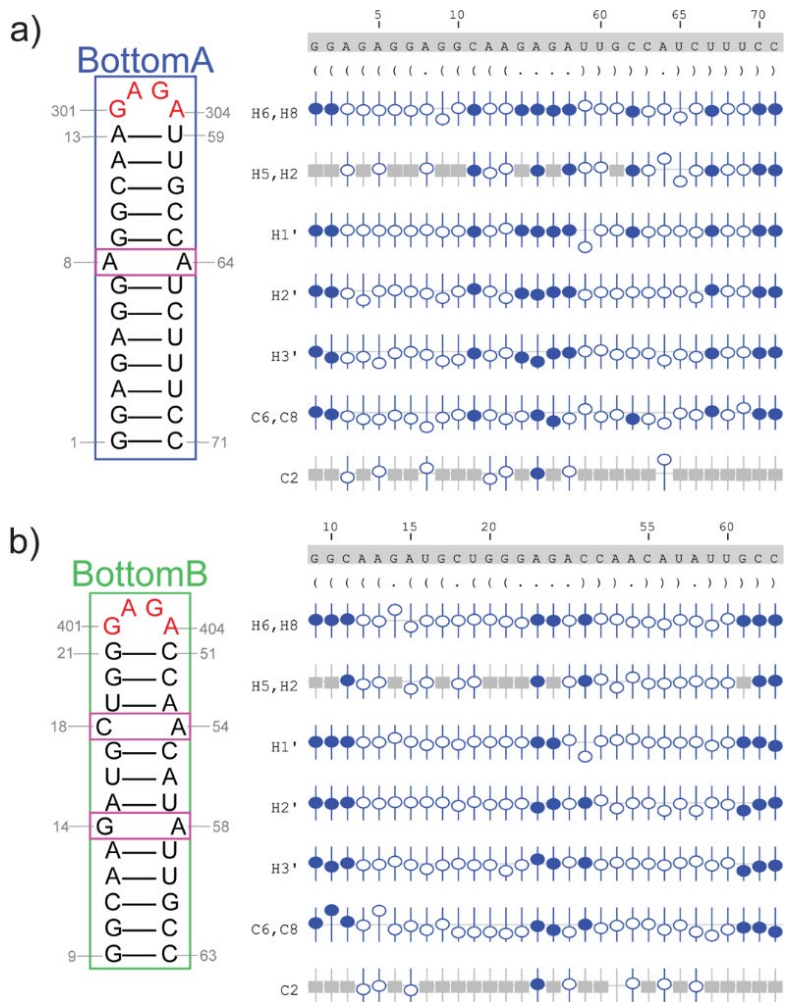 a)
BottomA
A G
301 G A 304
13 A U 59
A U
C G
G C
G C
8 A A 64
G U
G C
A U
G U
A U
G C
1 G C 71
5 10 60 65 70
G G A G A G G A G G C A A G A G A U U G C C A U C U U U C C
( ( ( ( ( ( ( . ( ( ( ( ( . . . . ) ) ) ) ) . ) ) ) ) ) ) )
H6,H8
H5,H2
H1'
H2'
H3'
C6,C8
C2
b)
BottomB
A G
401 G A 404
21 G C 51
G C
U A
18 C A 54
G C
U A
A U
14 G A 58
A U
A U
C G
G C
9 G C 63
10 15 20 55 60
G G C A A G A U G C U G G G A G A C C A A C A U A U U G C C
( ( ( ( ( . ( ( ( . ( ( ( . . . . ) ) ) . ) ) ) . ) ) ) ) )
H6,H8
H5,H2
H1'
H2'
H3'
C6,C8
C2